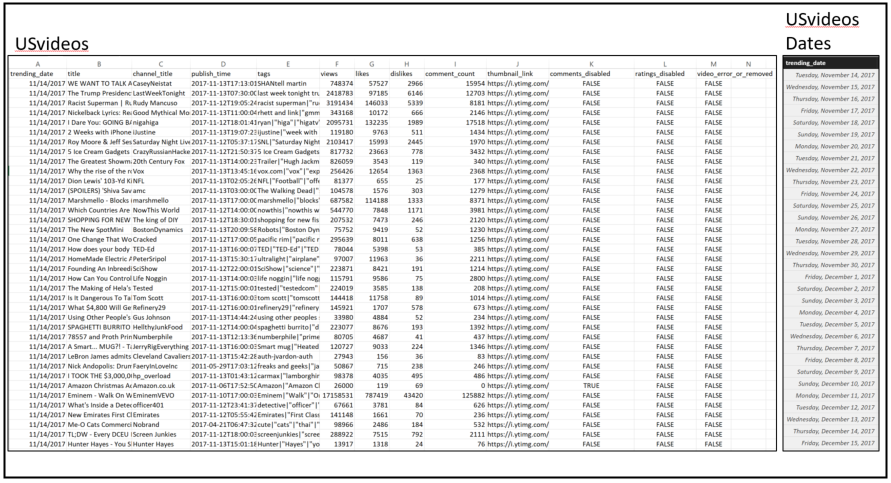 USvideos
USvideos
Dates
A B C D E F G H I J K L M N
trending_date title channel_title publish_time tags views likes dislikes comment_count thumbnail_link comments_disabled ratings_disabled video_error_or_removed
11/14/2017 WE WANT TO TALK A CaseyNeistat 2017-11-13T17:13:01 SHANtell martin 748374 57527 2966 15954 https://i.ytimg.com/ FALSE FALSE FALSE
11/14/2017 The Trump Presidenc LastWeekTonight 2017-11-13T07:30:00 last week tonight tru 2418783 97185 6146 12703 https://i.ytimg.com/ FALSE FALSE FALSE
11/14/2017 Racist Superman | Ru Rudy Mancuso 2017-11-12T19:05:24 racist superman|"ru 3191434 146033 5339 8181 https://i.ytimg.com/ FALSE FALSE FALSE
11/14/2017 Nickelback Lyrics: Rea Good Mythical Mo 2017-11-13T11:00:04 rhett and link|"gmm 343168 10172 666 2146 https://i.ytimg.com/ FALSE FALSE FALSE
11/14/2017 I Dare You: GOING B nigahiga 2017-11-12T18:01:41 ryan|"higa"|"higatv" 2095731 132235 1989 17518 https://i.ytimg.com/ FALSE FALSE FALSE
11/14/2017 2 Weeks with iPhone iJustine 2017-11-13T19:07:23 ijustine|"week with 119180 9763 511 1434 https://i.ytimg.com/ FALSE FALSE FALSE
11/14/2017 Roy Moore & Jeff Ses Saturday Night Live 2017-11-12T05:37:17 SNL|"Saturday Night 2103417 15993 2445 1970 https://i.ytimg.com/ FALSE FALSE FALSE
11/14/2017 5 Ice Cream Gadgets CrazyRussianHacke 2017-11-12T21:50:37 5 Ice Cream Gadgets 817732 23663 778 3432 https://i.ytimg.com/ FALSE FALSE FALSE
11/14/2017 The Greatest Showm 20th Century Fox 2017-11-13T14:00:23 Trailer|"Hugh Jackm 826059 3543 119 340 https://i.ytimg.com/ FALSE FALSE FALSE
11/14/2017 Why the rise of the r Vox 2017-11-13T13:45:16 vox.com|"vox"|"exp 256426 12654 1363 2368 https://i.ytimg.com/ FALSE FALSE FALSE
11/14/2017 Dion Lewis' 103-Yd K NFL 2017-11-13T02:05:26 NFL|"Football"|"offe 81377 655 25 177 https://i.ytimg.com/ FALSE FALSE FALSE
11/14/2017 (SPOILERS) 'Shiva Sav amc 2017-11-13T03:00:00 The Walking Dead|" 104578 1576 303 1279 https://i.ytimg.com/ FALSE FALSE FALSE
11/14/2017 Marshmello - Blocks marshmello 2017-11-13T17:00:00 marshmello|"blocks' 687582 114188 1333 8371 https://i.ytimg.com/ FALSE FALSE FALSE
11/14/2017 Which Countries Are NowThis World 2017-11-12T14:00:00 nowthis|"nowthis w 544770 7848 1171 3981 https://i.ytimg.com/ FALSE FALSE FALSE
11/14/2017 SHOPPING FOR NEW The king of DIY 2017-11-12T18:30:01 shopping for new fis 207532 7473 246 2120 https://i.ytimg.com/ FALSE FALSE FALSE
11/14/2017 The New SpotMini BostonDynamics 2017-11-13T20:09:58 Robots|"Boston Dyn 75752 9419 52 1230 https://i.ytimg.com/ FALSE FALSE FALSE
11/14/2017 One Change That Wo Cracked 2017-11-12T17:00:05 pacific rim|"pacific r 295639 8011 638 1256 https://i.ytimg.com/ FALSE FALSE FALSE
11/14/2017 How does your body TED-Ed 2017-11-13T16:00:07 TED|"TED-Ed"|"TED 78044 5398 53 385 https://i.ytimg.com/ FALSE FALSE FALSE
11/14/2017 HomeMade Electric A PeterSripol 2017-11-13T15:30:17 ultralight|"airplane" 97007 11963 36 2211 https://i.ytimg.com/ FALSE FALSE FALSE
11/14/2017 Founding An Inbreed SciShow 2017-11-12T22:00:01 SciShow|"science"|" 223871 8421 191 1214 https://i.ytimg.com/ FALSE FALSE FALSE
11/14/2017 How Can You Control Life Noggin 2017-11-13T14:00:03 life noggin|"life nog 115791 9586 75 2800 https://i.ytimg.com/ FALSE FALSE FALSE
11/14/2017 The Making of Hela's Tested 2017-11-12T15:00:01 tested|"testedcom" 224019 3585 138 208 https://i.ytimg.com/ FALSE FALSE FALSE
11/14/2017 Is It Dangerous To Ta Tom Scott 2017-11-13T16:00:03 tom scott|"tomscott 144418 11758 89 1014 https://i.ytimg.com/ FALSE FALSE FALSE
11/14/2017 What $4,800 Will Ge Refinery29 2017-11-12T16:00:01 refinery29|"refinery 145921 1707 578 673 https://i.ytimg.com/ FALSE FALSE FALSE
11/14/2017 Using Other People's Gus Johnson 2017-11-12T14:44:24 using other peoples 33980 4884 52 234 https://i.ytimg.com/ FALSE FALSE FALSE
11/14/2017 SPAGHETTI BURRITO HellthyJunkFood 2017-11-12T14:00:04 spaghetti burrito|"d 223077 8676 193 1392 https://i.ytimg.com/ FALSE FALSE FALSE
11/14/2017 78557 and Proth Prin Numberphile 2017-11-13T12:13:36 numberphile|"prime 80705 4687 41 437 https://i.ytimg.com/ FALSE FALSE FALSE
11/14/2017 A Smart... MUG?! - T JerryRigEverything 2017-11-13T16:00:03 Smart mug|"Heated 120727 9033 224 1346 https://i.ytimg.com/ FALSE FALSE FALSE
11/14/2017 LeBron James admits Cleveland Cavaliers 2017-11-13T15:42:28 auth-jvardon-auth 27943 156 36 83 https://i.ytimg.com/ FALSE FALSE FALSE
11/14/2017 Nick Andopolis: Drum FaeryInLoveInc 2011-05-29T17:03:12 freaks and geeks|"ja 50867 715 238 246 https://i.ytimg.com/ FALSE FALSE FALSE
11/14/2017 I TOOK THE $3,000,0 hp_overload 2017-11-13T01:43:12 carmax|"lamborghir 98378 4035 495 486 https://i.ytimg.com/ FALSE FALSE FALSE
11/14/2017 Amazon Christmas Ac Amazon.co.uk 2017-11-06T17:52:50 Amazon|"Amazon C 26000 119 69 0 https://i.ytimg.com/ TRUE FALSE FALSE
11/14/2017 Eminem - Walk On W EminemVEVO 2017-11-10T17:00:03 Eminem|"Walk"|"O 17158531 787419 43420 125882 https://i.ytimg.com/ FALSE FALSE FALSE
11/14/2017 What's Inside a Detec officer401 2017-11-12T23:41:37 detective|"officer"|' 67661 3781 84 626 https://i.ytimg.com/ FALSE FALSE FALSE
11/14/2017 New Emirates First Cl Emirates 2017-11-12T05:55:42 Emirates|"First Class 141148 1661 70 236 https://i.ytimg.com/ FALSE FALSE FALSE
11/14/2017 Me-O Cats Commerci Nobrand 2017-04-21T06:47:32 cute|"cats"|"thai"|" 98966 2486 184 532 https://i.ytimg.com/ FALSE FALSE FALSE
11/14/2017 TL;DW - Every DCEU Screen Junkies 2017-11-12T18:00:03 screenjunkies|"scree 288922 7515 792 2111 https://i.ytimg.com/ FALSE FALSE FALSE
11/14/2017 Hunter Hayes - You S Hunter Hayes 2017-11-13T15:01:18 Hunter|"Hayes"|"yo 13917 1318 24 76 https://i.ytimg.com/ FALSE FALSE FALSE
trending_date
Tuesday, November 14, 2017
Wednesday, November 15, 2017
Thursday, November 16, 2017
Friday, November 17, 2017
Saturday, November 18, 2017
Sunday, November 19, 2017
Monday, November 20, 2017
Tuesday, November 21, 2017
Wednesday, November 22, 2017
Thursday, November 23, 2017
Friday, November 24, 2017
Saturday, November 25, 2017
Sunday, November 26, 2017
Monday, November 27, 2017
Tuesday, November 28, 2017
Wednesday, November 29, 2017
Thursday, November 30, 2017
Friday, December 1, 2017
Saturday, December 2, 2017
Sunday, December 3, 2017
Monday, December 4, 2017
Tuesday, December 5, 2017
Wednesday, December 6, 2017
Thursday, December 7, 2017
Friday, December 8, 2017
Saturday, December 9, 2017
Sunday, December 10, 2017
Monday, December 11, 2017
Tuesday, December 12, 2017
Wednesday, December 13, 2017
Thursday, December 14, 2017
Friday, December 15, 2017